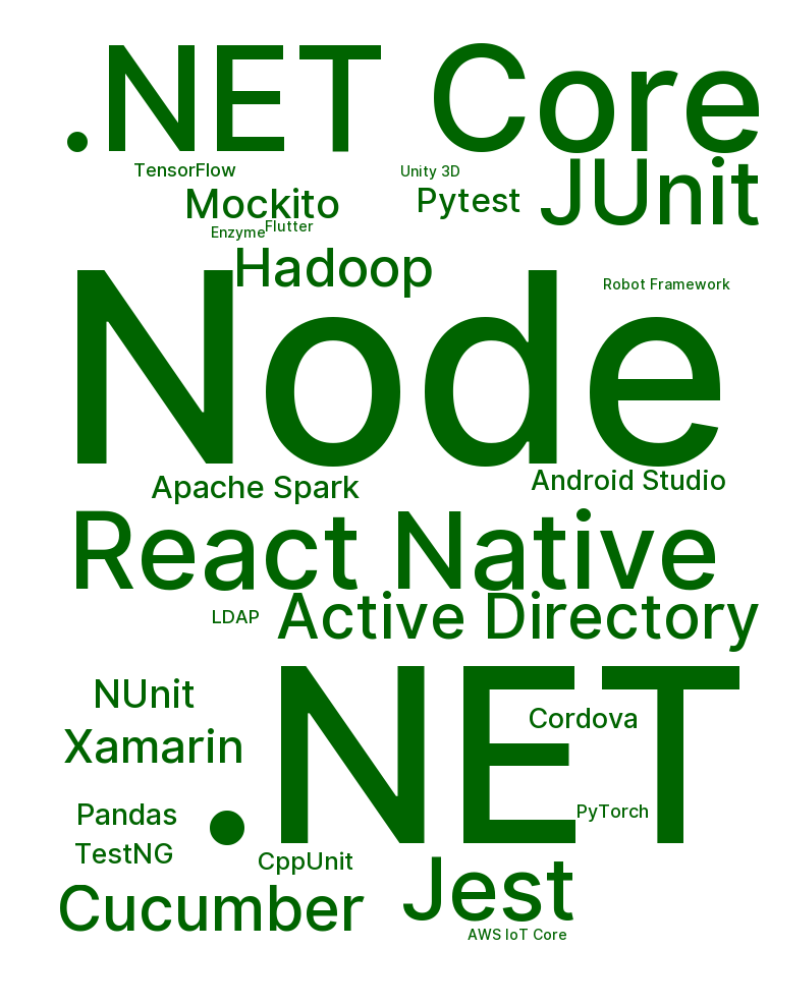 .NET Core
TensorFlow
Unity 3D
Mockito
Pytest
JUnit
Enzyme
Flutter
Hadoop
Robot Framework
Node
Apache Spark
Android Studio
React Native
LDAP
Active Directory
NUnit
.NET
Cordova
Xamarin
Pandas
PyTorch
TestNG
CppUnit
Jest
Cucumber
AWS IoT Core